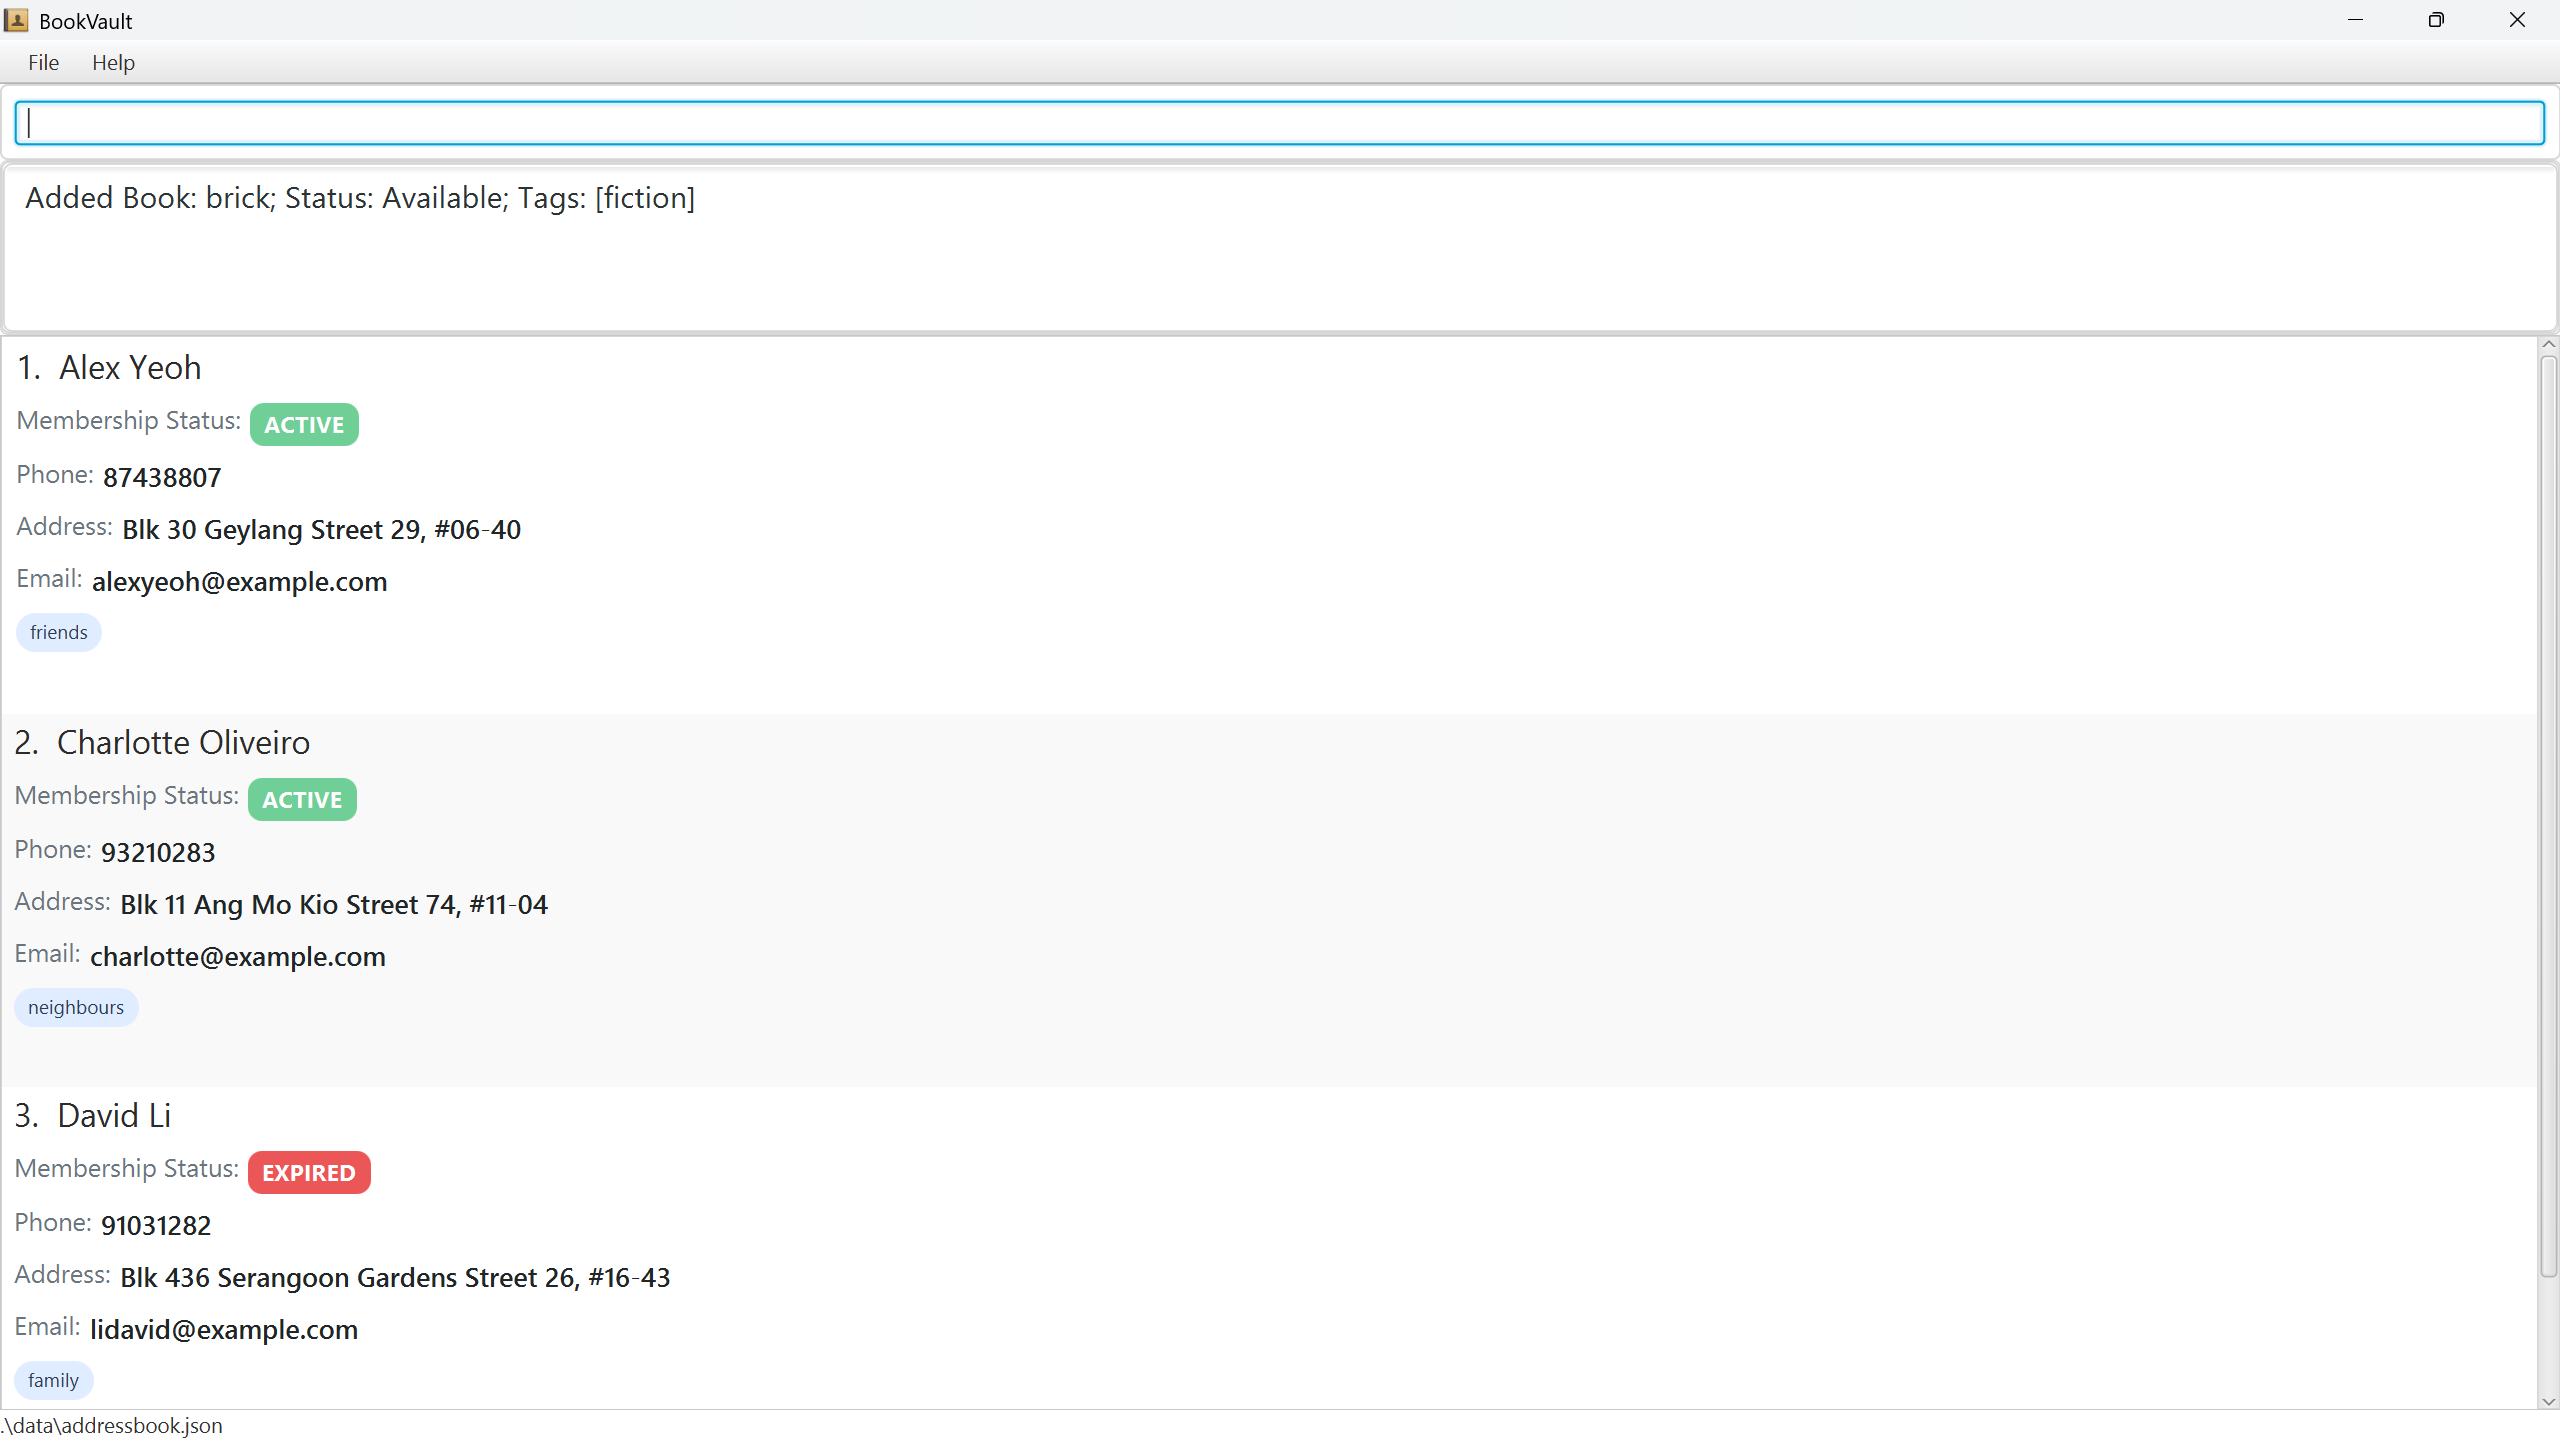 BookVault
File Help
Added Book: brick; Status: Available; Tags: [fiction]
1. Alex Yeoh
Membership Status: ACTIVE
Phone: 87438807
Address: Blk 30 Geylang Street 29, #06-40
Email: alexyeoh@example.com
friends
2. Charlotte Oliveiro
Membership Status: ACTIVE
Phone: 93210283
Address: Blk 11 Ang Mo Kio Street 74, #11-04
Email: charlotte@example.com
neighbours
3. David Li
Membership Status: EXPIRED
Phone: 91031282
Address: Blk 436 Serangoon Gardens Street 26, #16-43
Email: lidavid@example.com
family
.\data\addressbook.json